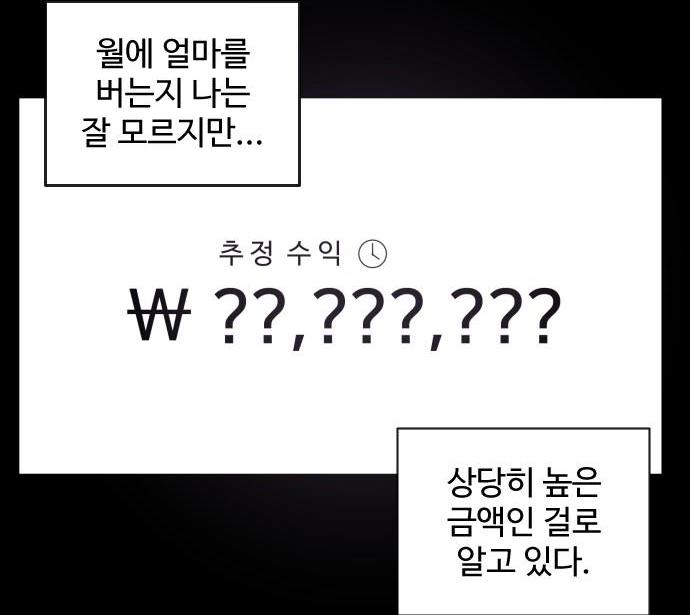 월에 얼마를
버는지 나는
잘 모르지만...
추정 수익
₩ ??,???,???
상당히 높은
금액인 걸로
알고 있다.